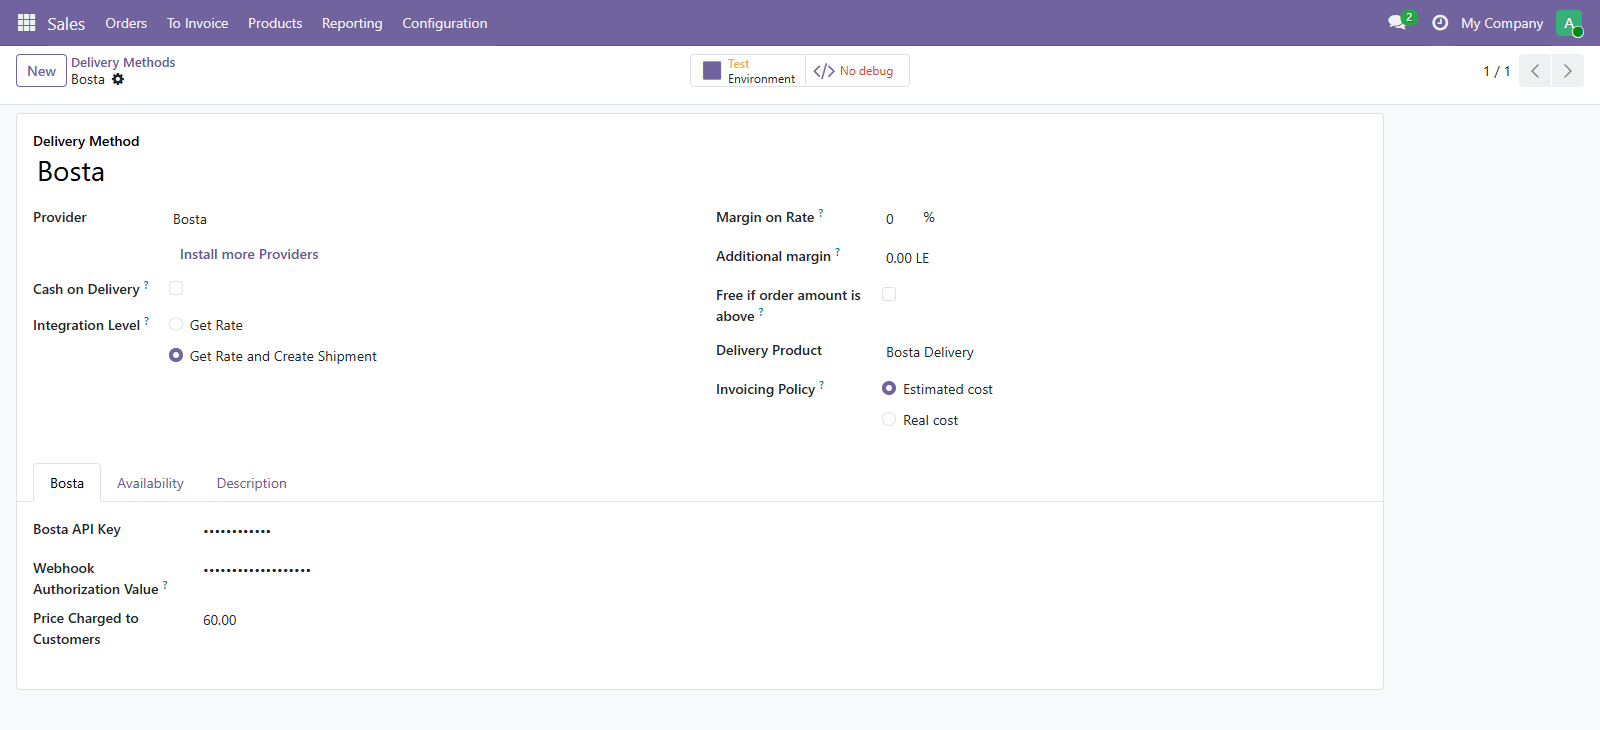 Sales Orders To Invoice Products Reporting Configuration 2 My Company A
New Delivery Methods
Bosta
Test
Environment
No debug
1 / 1
Delivery Method
Bosta
Provider Bosta
Install more Providers
Cash on Delivery ?
Integration Level ? Get Rate
Get Rate and Create Shipment
Margin on Rate ? 0 %
Additional margin ? 0.00 LE
Free if order amount is
above ?
Delivery Product Bosta Delivery
Invoicing Policy ? Estimated cost
Real cost
Bosta Availability Description
Bosta API Key ••••••••••••
Webhook
Authorization Value ? •••••••••••••••••••
Price Charged to
Customers 60.00